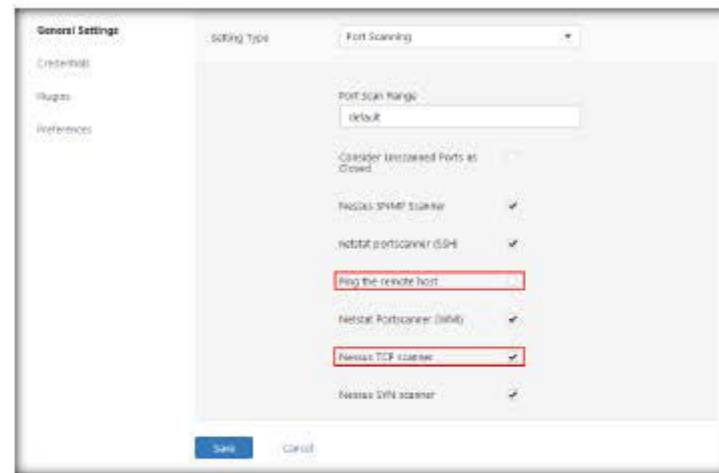 General Settings
Setting Type
Port Scanning
Credentials
Plugins
Port Scan Range
default
Preferences
Consider Unscanned Ports as
Closed
Nessus SNMP Scanner
netstat portscanner (SSH)
Ping the remote host
Netstat Portscanner (WMI)
Nessus TCP scanner
Nessus SYN scanner
Save
Cancel